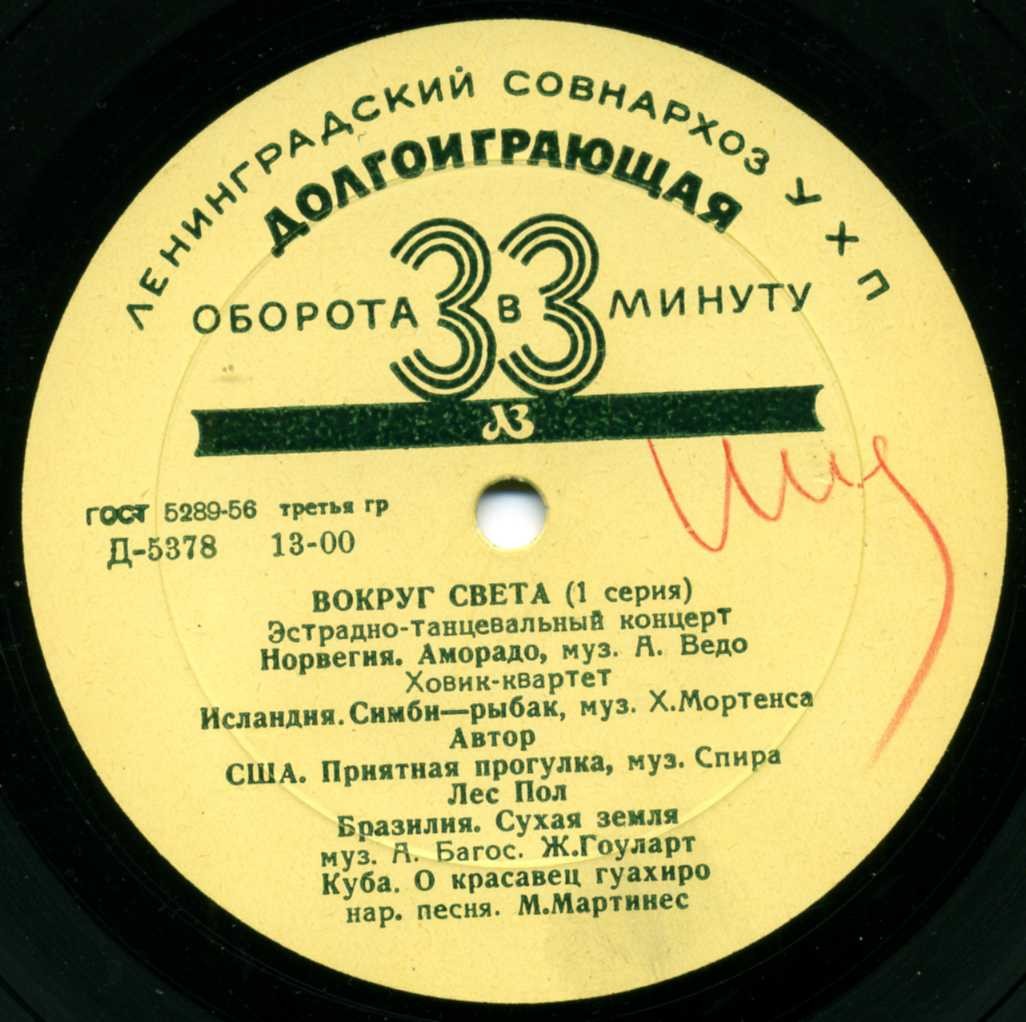 ЛЕНИНГРАДСКИЙ СОВНАРХОЗ УХП
ДОЛГОИГРАЮЩАЯ
ОБОРОТА 33 В МИНУТУ
ЛЗ
ГОСТ 5289-56 третья гр
Д-5378 13-00
ВОКРУГ СВЕТА (1 серия)
Эстрадно-танцевальный концерт
Норвегия. Аморадо, муз. А. Ведо
Ховик-квартет
Исландия. Симби—рыбак, муз. Х.Мортенса
Автор
США. Приятная прогулка, муз. Спира
Лес Пол
Бразилия. Сухая земля
муз. А. Багос. Ж.Гоуларт
Куба. О красавец гуахиро
нар. песня. М.Мартинес